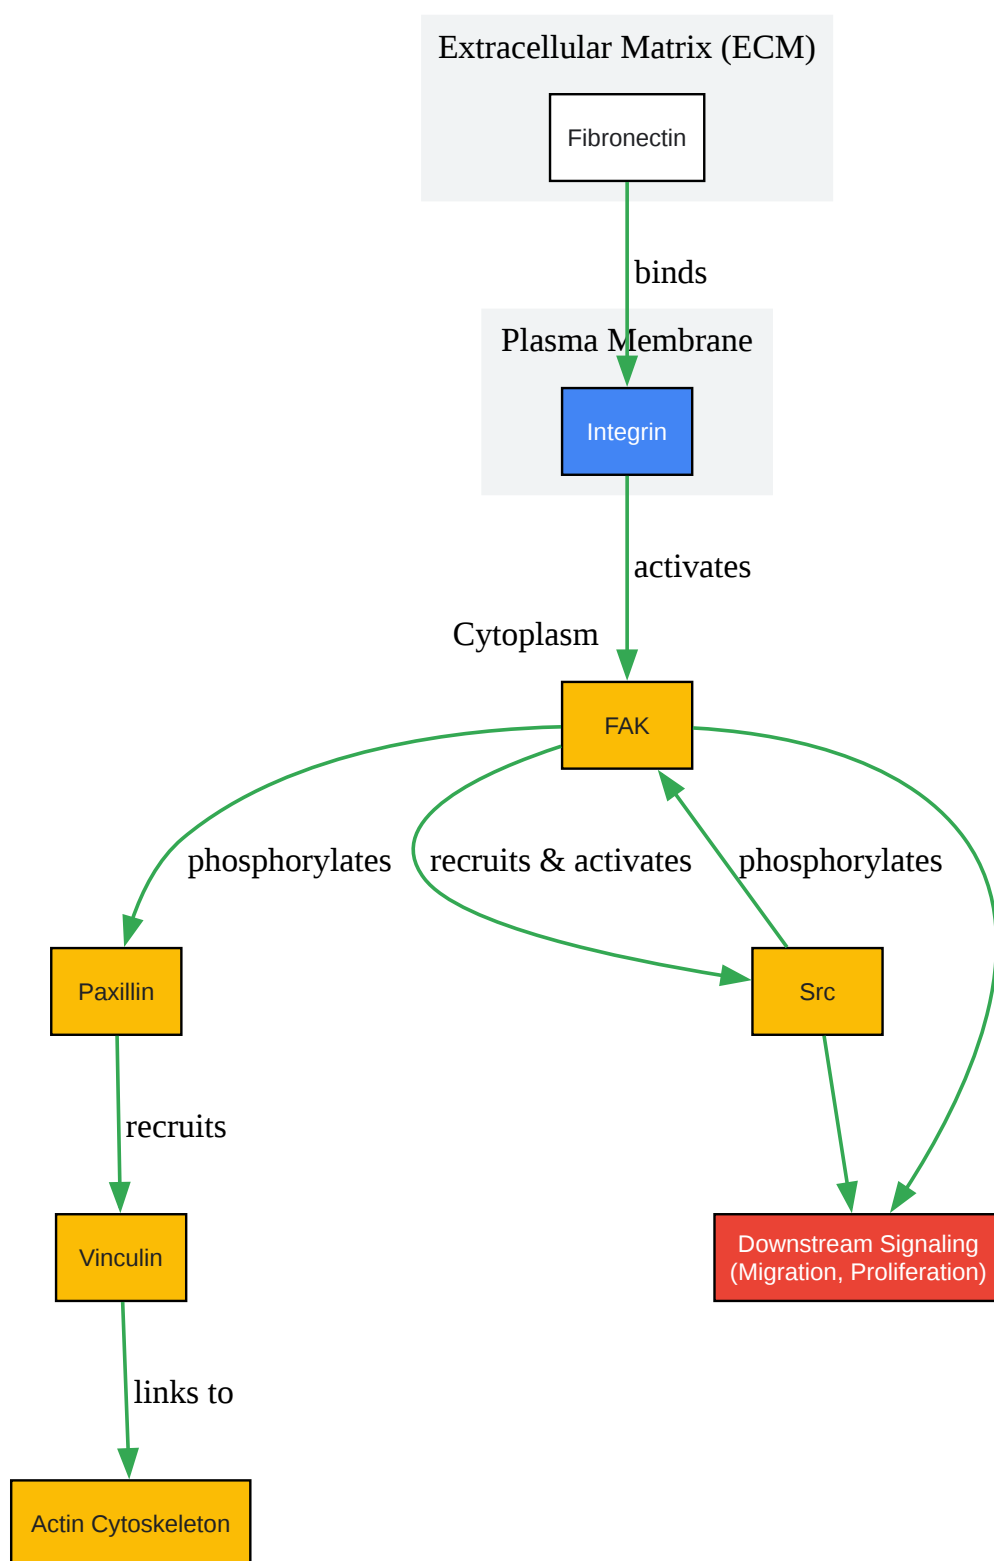 Extracellular Matrix (ECM)
Fibronectin
binds
Plasma Membrane
Integrin
activates
Cytoplasm
FAK
phosphorylates
recruits & activates
phosphorylates
Paxillin
Src
recruits
Vinculin
Downstream Signaling
(Migration, Proliferation)
links to
Actin Cytoskeleton